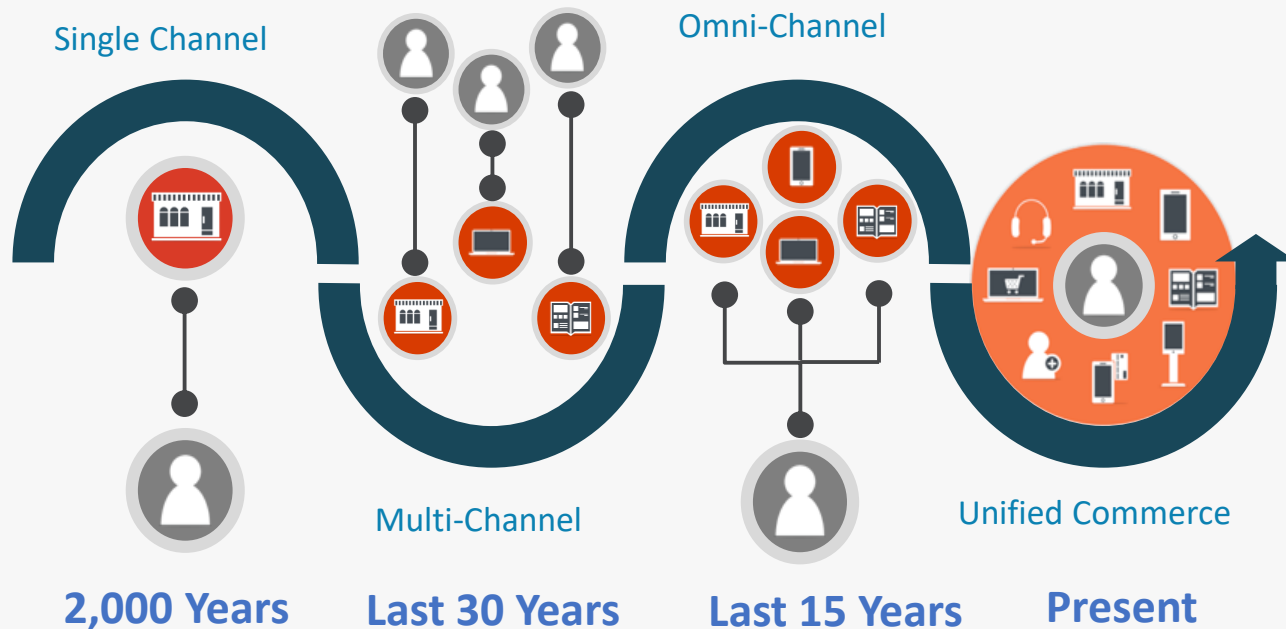 Single Channel
Omni-Channel
Multi-Channel
Unified Commerce
2,000 Years
Last 30 Years
Last 15 Years
Present